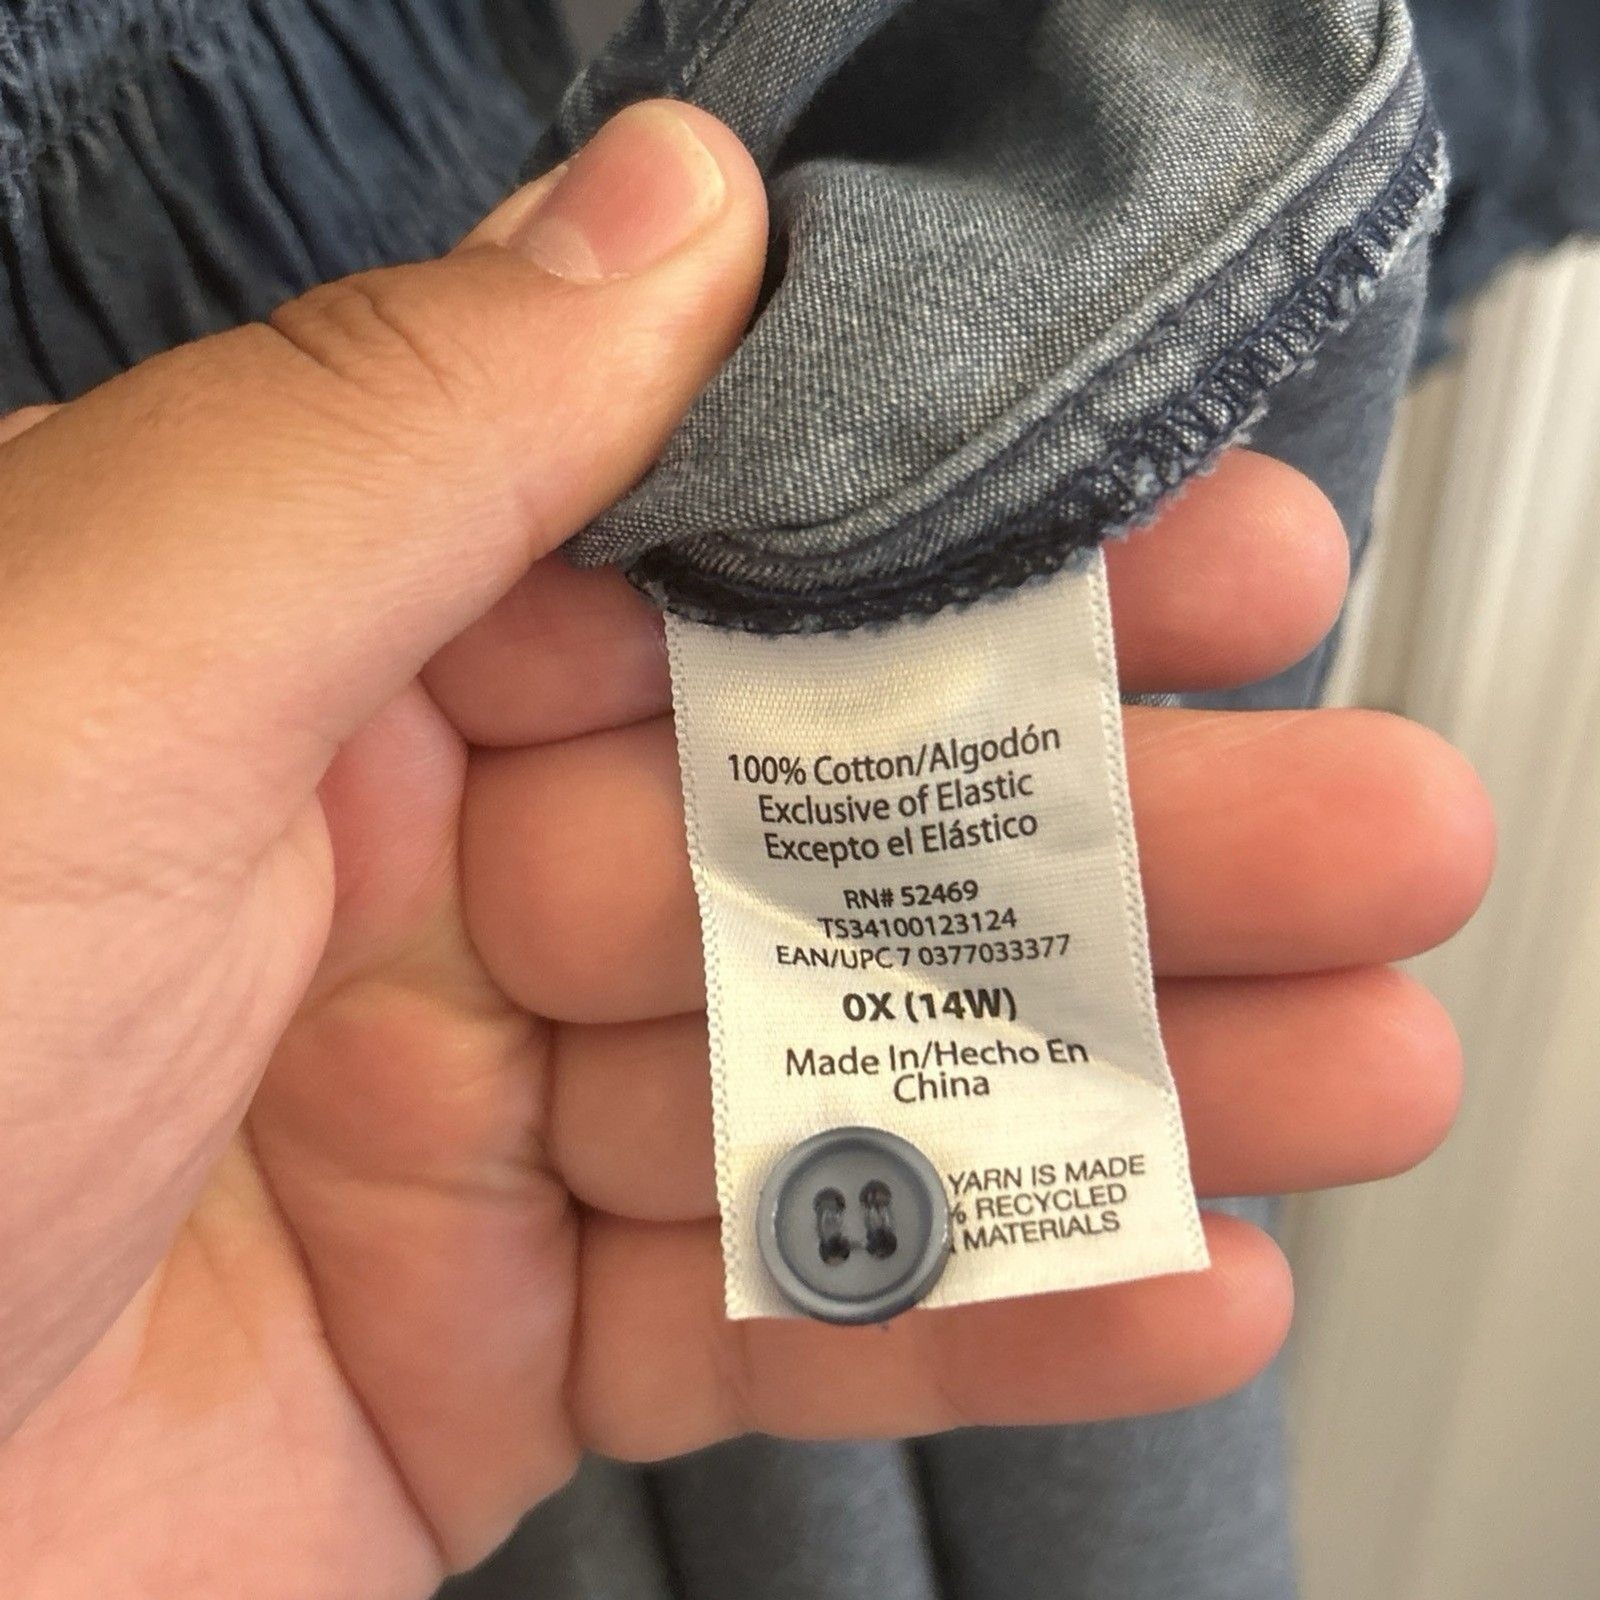 100% Cotton/Algodón
Exclusive of Elastic
Excepto el Elástico
RN# 52469
TS34100123124
EAN/UPC 7 0377033377
0X (14W)
Made In/Hecho En
China
YARN IS MADE
% RECYCLED
MATERIALS